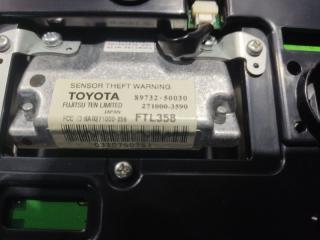 SENSOR THEFT WARNING
TOYOTA 89732-50030
FUJITSU TEN LIMITED 271000-3590
JAPAN
FTL358